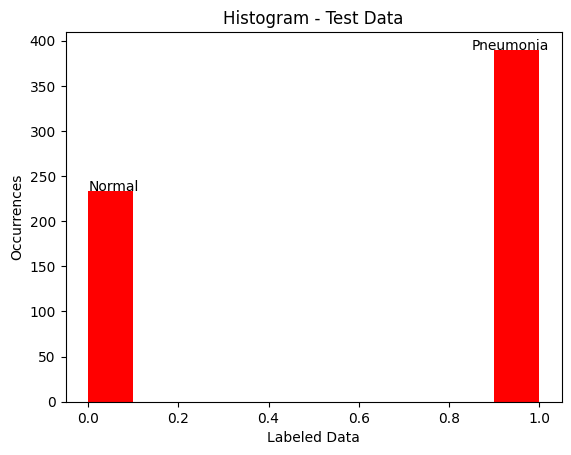 Histogram - Test Data
Pneumonia
Normal
Occurrences
400
350
300
250
200
150
100
50
0
0.0 0.2 0.4 0.6 0.8 1.0
Labeled Data